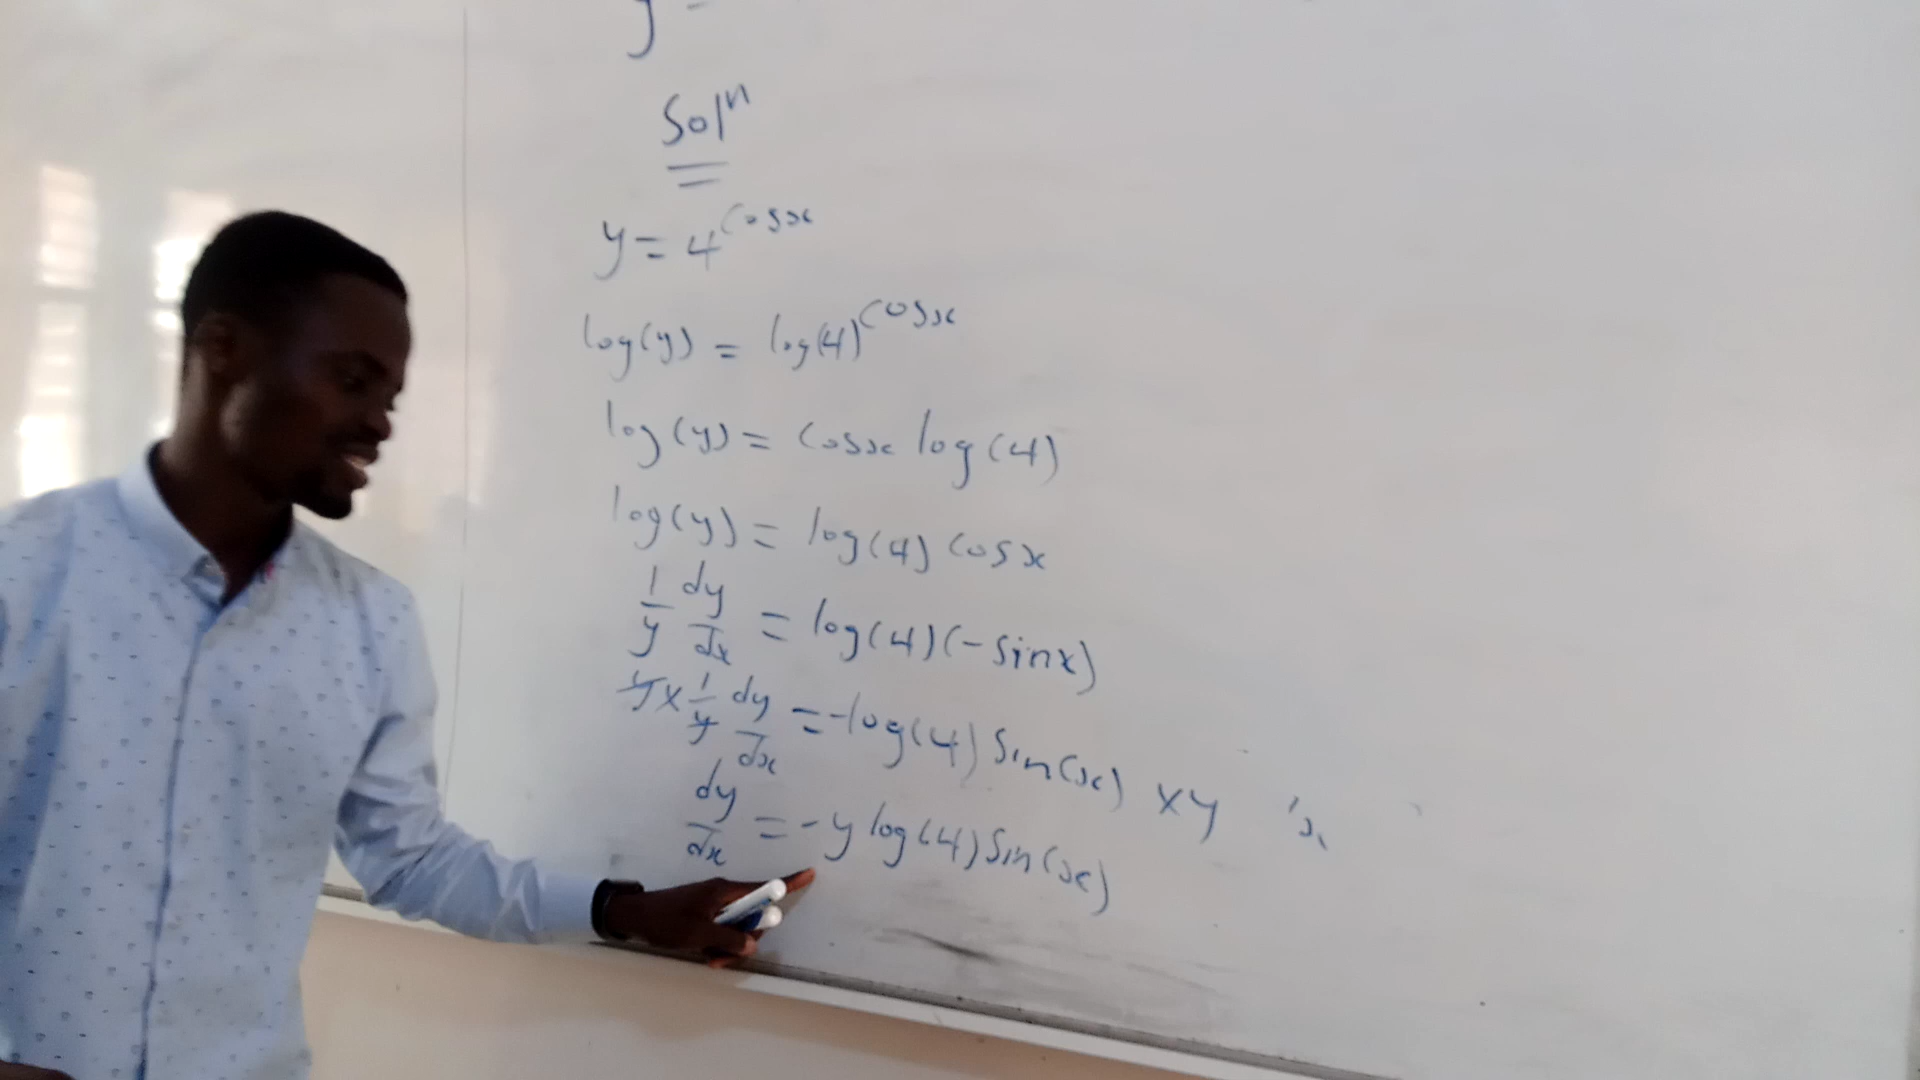 y =
Solⁿ
y = 4^cosx
log(y) = log(4)^cosx
log(y) = cosx log(4)
log(y) = log(4) cosx
1/y dy/dx = log(4)(-sinx)
y x 1/y dy/dx = -log(4) Sin(x) xy
dy/dx = -y log(4) Sin(x)